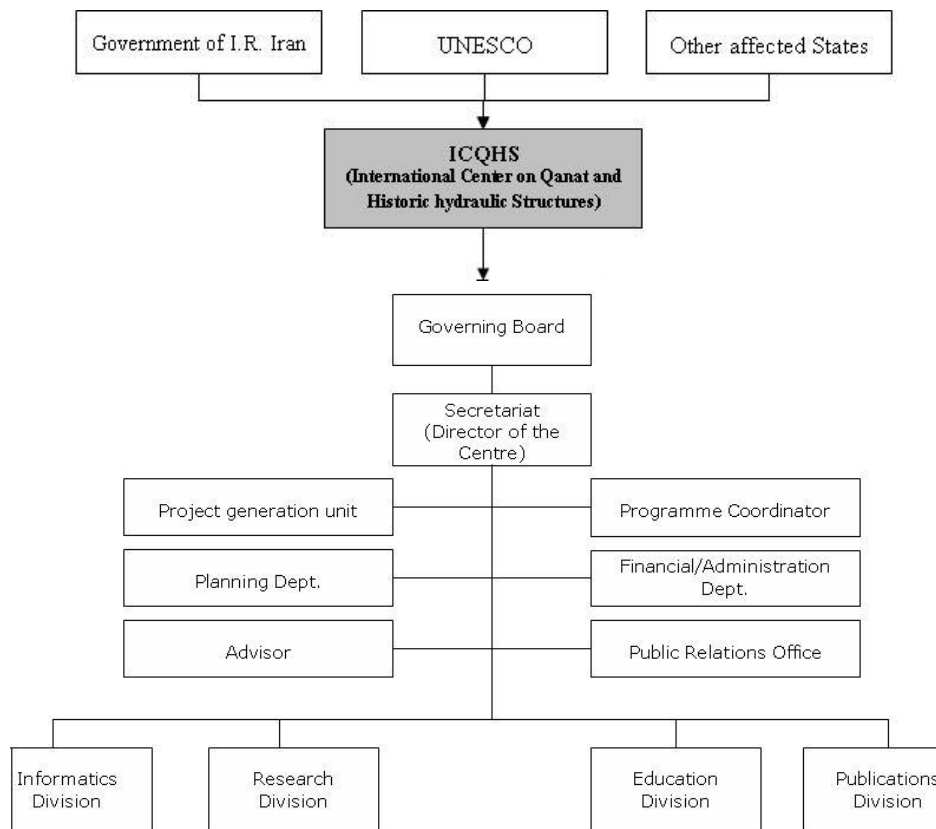 Government of I.R. Iran
UNESCO
Other affected States
ICQHS
(International Center on Qanat and
Historic hydraulic Structures)
Governing Board
Secretariat
(Director of the
Centre)
Project generation unit
Programme Coordinator
Planning Dept.
Financial/Administration
Dept.
Advisor
Public Relations Office
Informatics
Division
Research
Division
Education
Division
Publications
Division